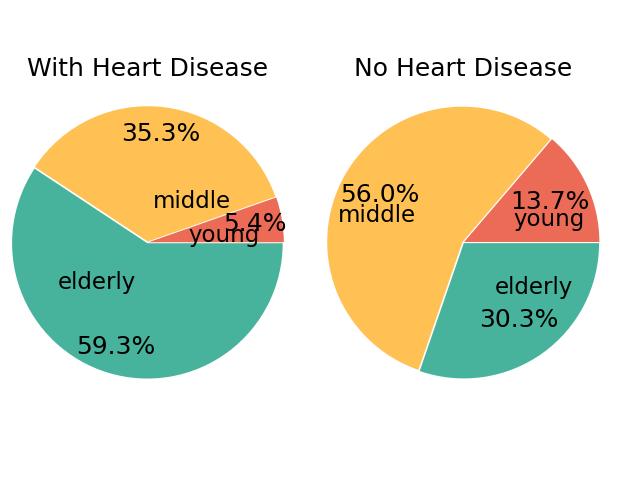 With Heart Disease
35.3%
middle
5.4%
young
elderly
59.3%
No Heart Disease
56.0%
middle
13.7%
young
elderly
30.3%